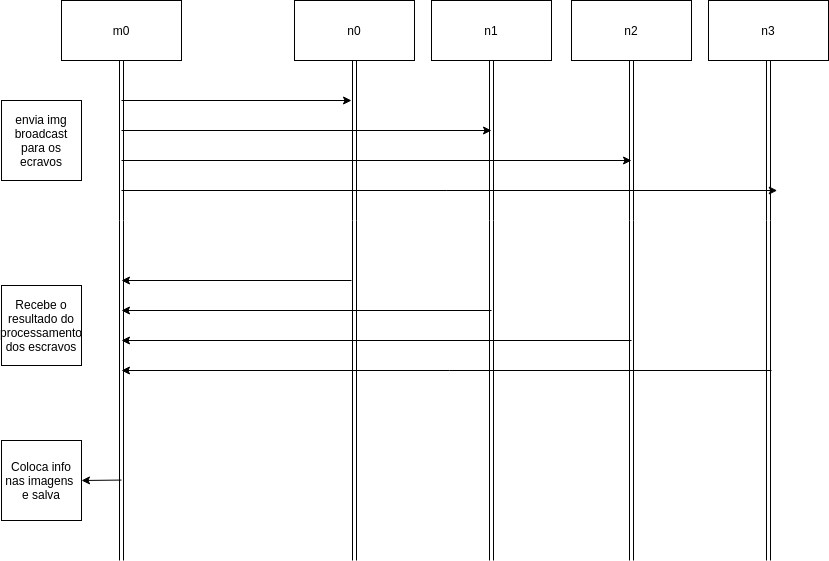 m0
n0
n1
n2
n3
envia img
broadcast
para os
ecravos
Recebe o
resultado do
processamento
dos escravos
Coloca info
nas imagens
e salva